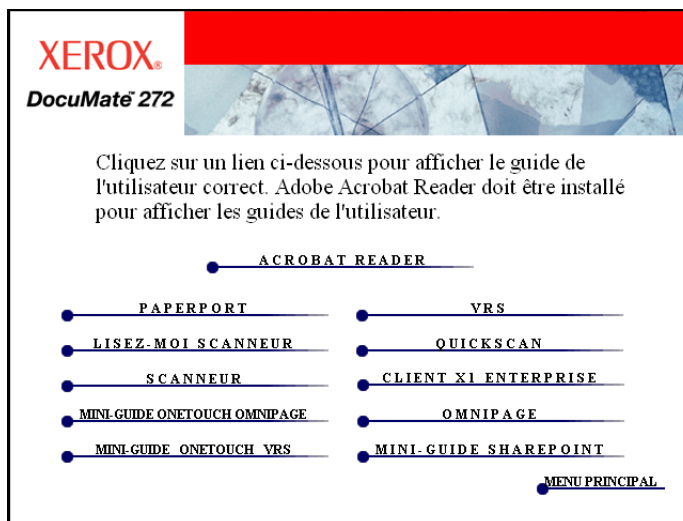 XEROX®
DocuMate™ 272
Cliquez sur un lien ci-dessous pour afficher le guide de
l'utilisateur correct. Adobe Acrobat Reader doit être installé
pour afficher les guides de l'utilisateur.
ACROBAT READER
PAPERPORT
VRS
LISEZ-MOI SCANNEUR
QUICKSCAN
SCANNEUR
CLIENT X1 ENTERPRISE
MINI-GUIDE ONETOUCH OMNIPAGE
OMNIPAGE
MINI-GUIDE ONETOUCH VRS
MINI-GUIDE SHAREPOINT
MENU PRINCIPAL